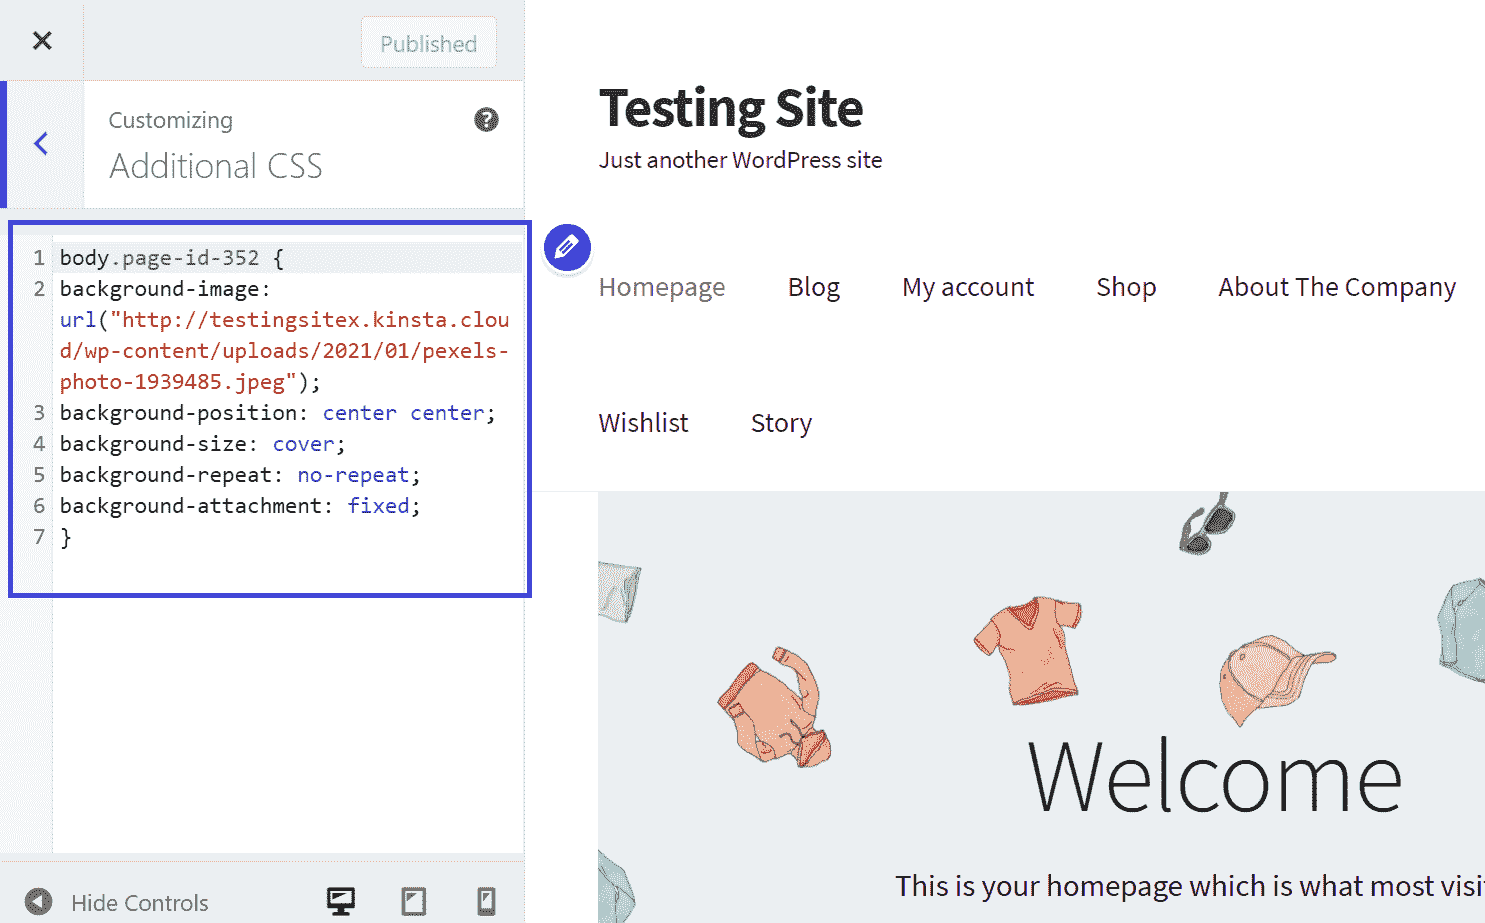 Published
Customizing
Additional CSS
1 body.page-id-352 {
2 background-image:
url("http://testingsitex.kinsta.clou
d/wp-content/uploads/2021/01/pexels-
photo-1939485.jpeg");
3 background-position: center center;
4 background-size: cover;
5 background-repeat: no-repeat;
6 background-attachment: fixed;
7 }
Hide Controls
Testing Site
Just another WordPress site
Homepage Blog My account Shop About The Company
Wishlist Story
Welcome
This is your homepage which is what most visi